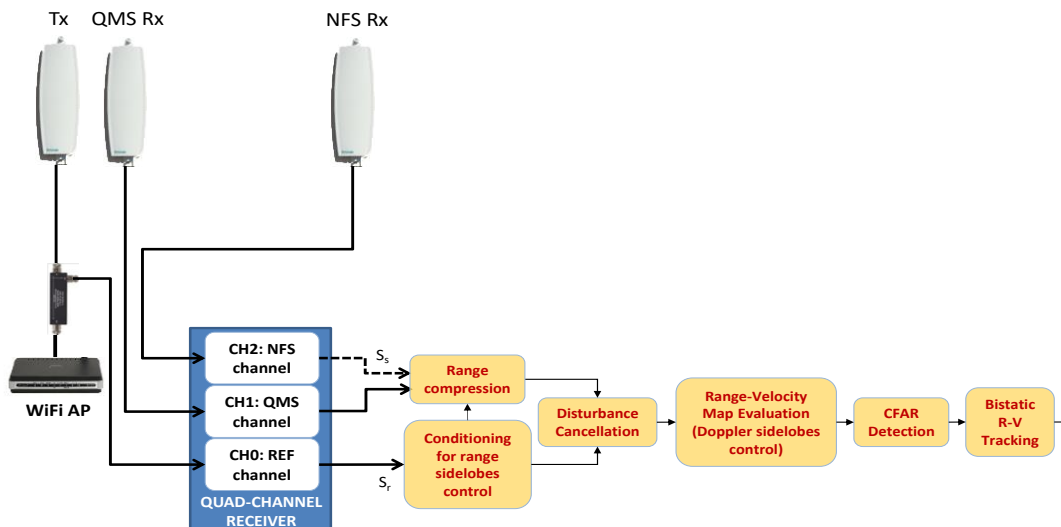 Tx
QMS Rx
NFS Rx
WiFi AP
CH2: NFS
channel
CH1: QMS
channel
CH0: REF
channel
QUAD-CHANNEL
RECEIVER
Ss
Sr
Range
compression
Conditioning
for range
sidelobes
control
Disturbance
Cancellation
Range-Velocity
Map Evaluation
(Doppler sidelobes
control)
CFAR
Detection
Bistatic
R-V
Tracking